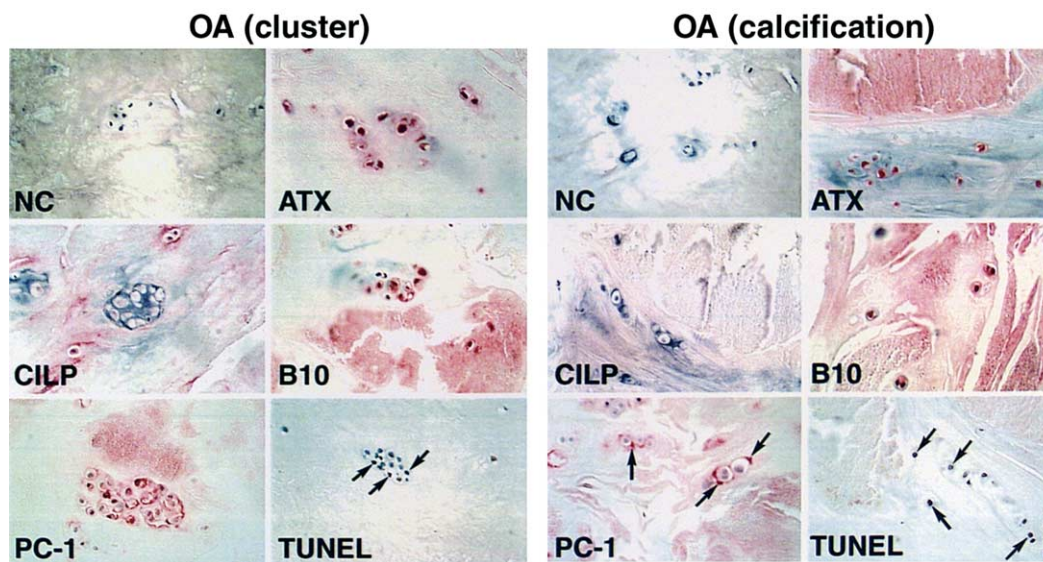 OA (cluster)
NC
ATX
CILP
B10
PC-1
TUNEL
OA (calcification)
NC
ATX
CILP
B10
PC-1
TUNEL